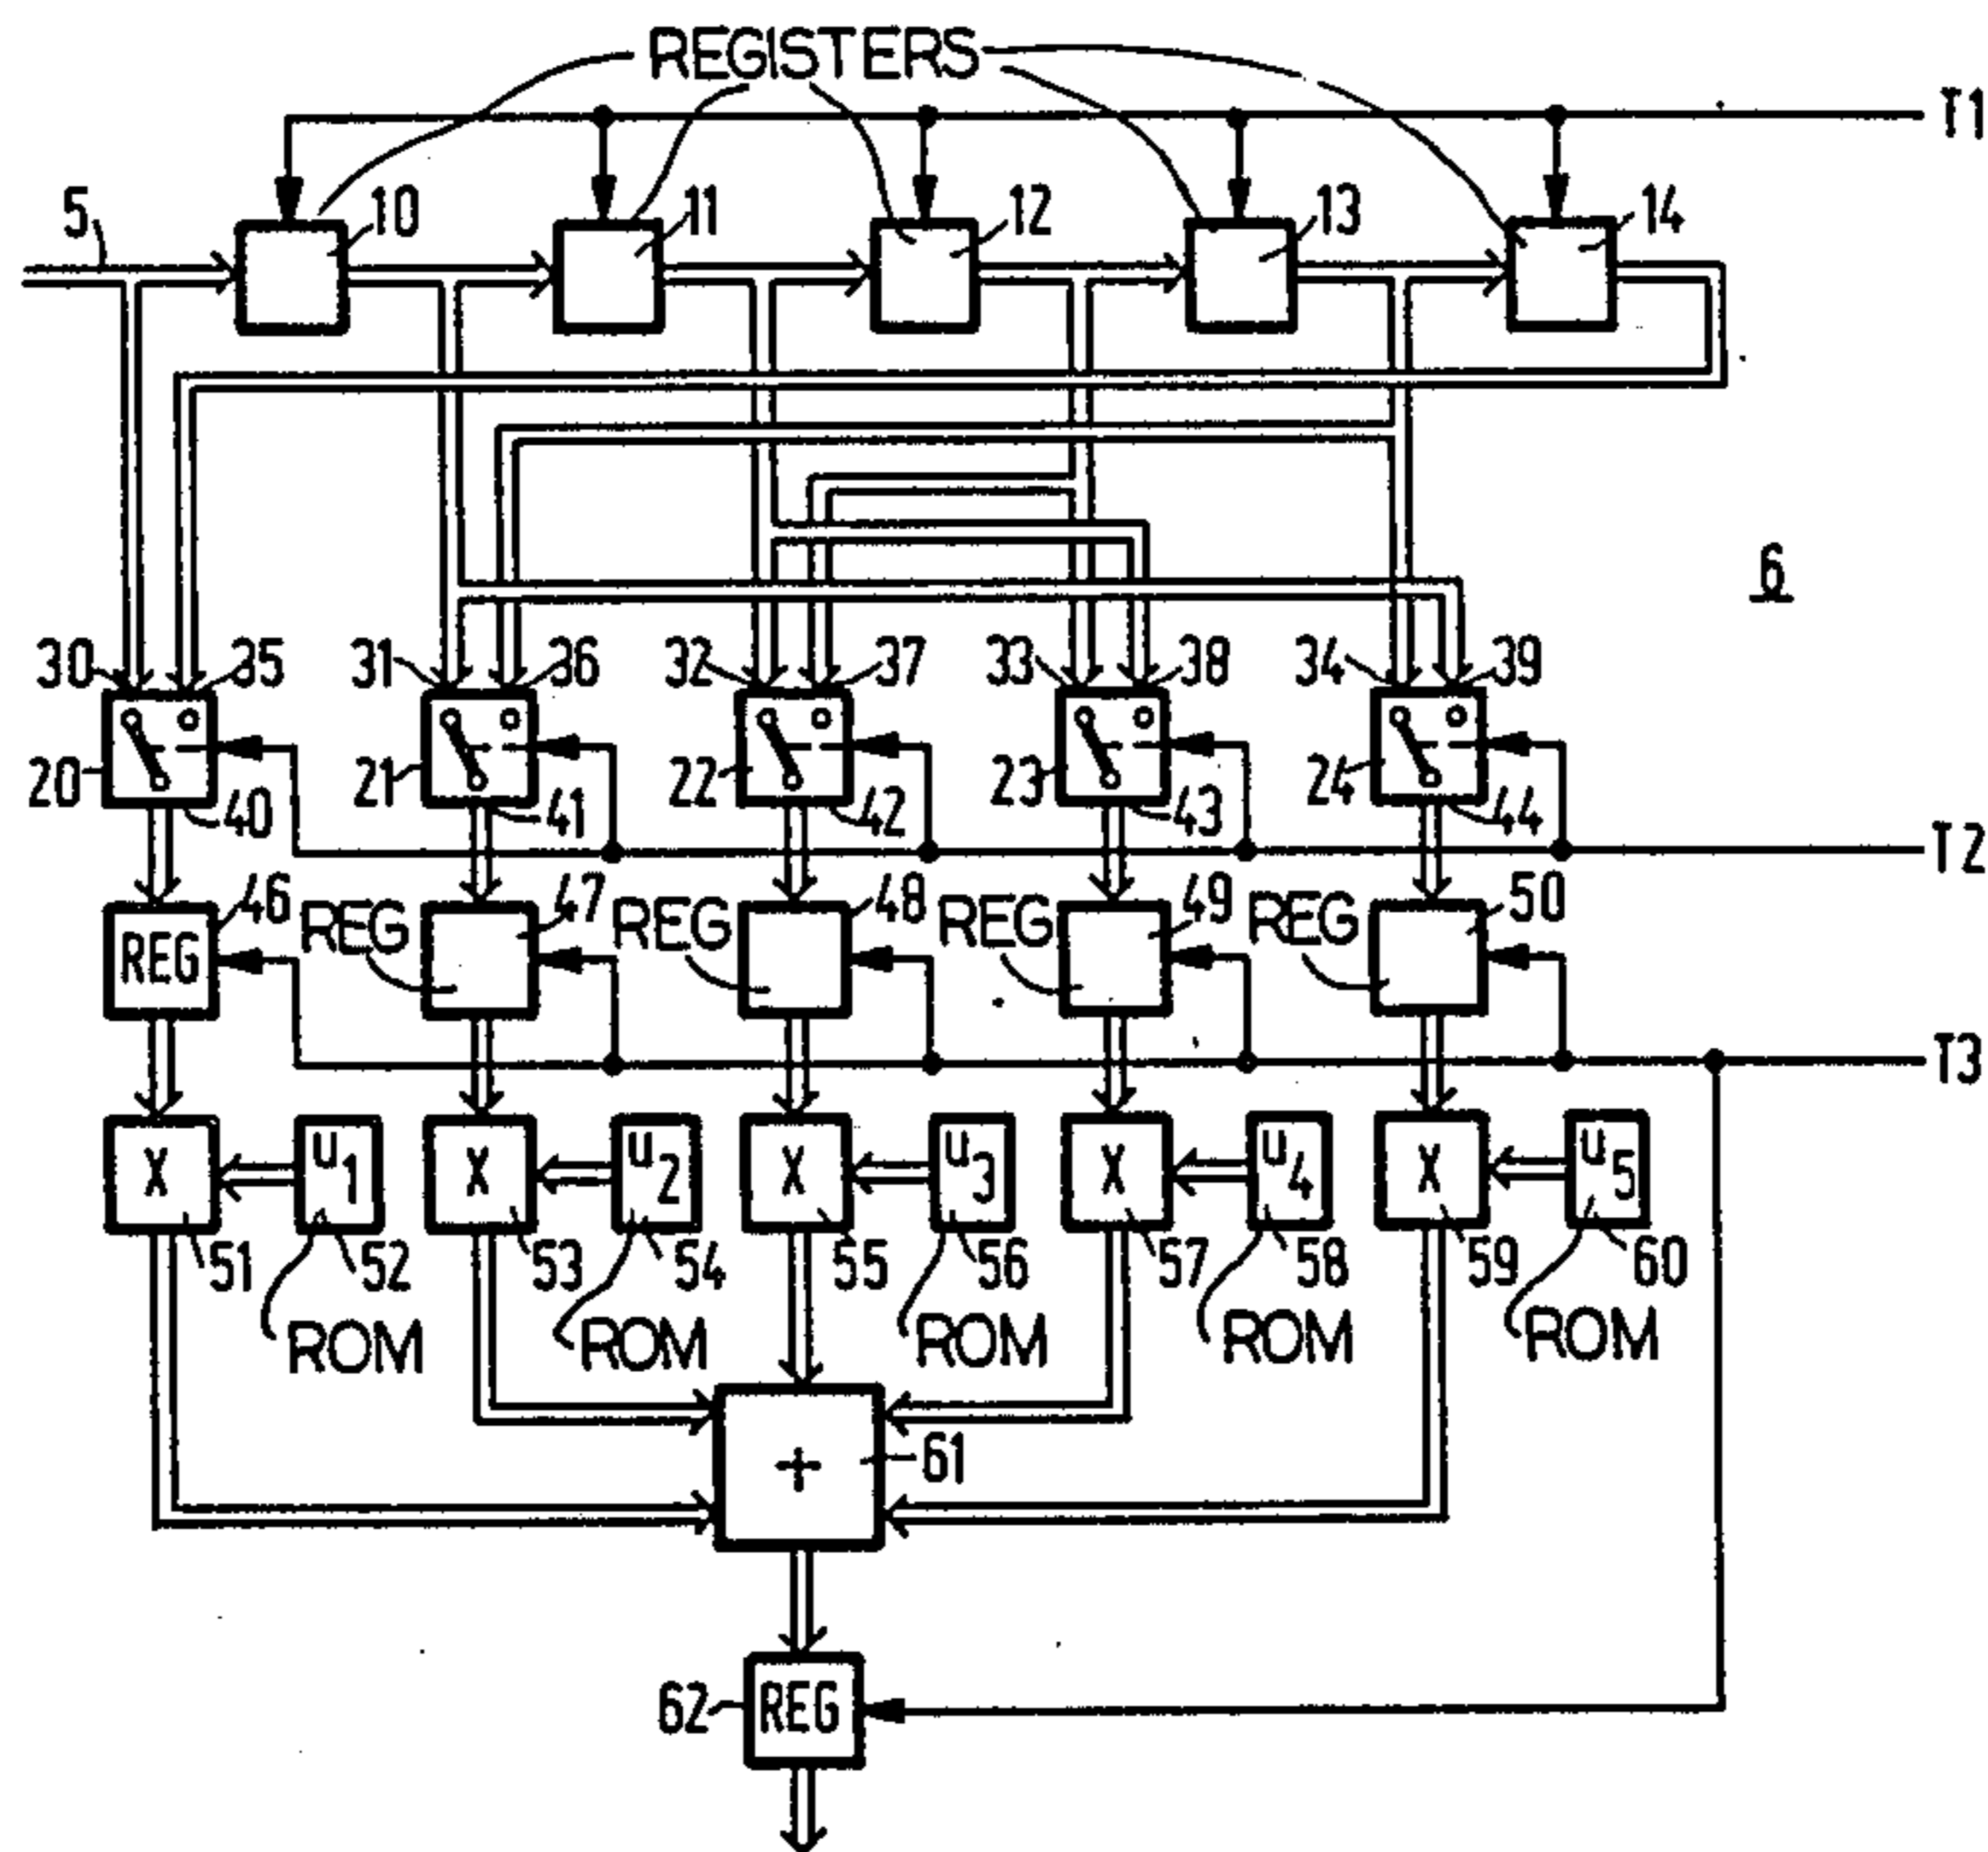 REGISTERS
T1
5 10 11 12 13 14
6
30 35 31 36 32 37 33 38 34 39
20 40 21 41 22 42 23 43 24 44
T2
46 REG 47 REG 48 REG 49 REG 50
REG
T3
X u1 X u2 X u3 X u4 X u5
51 52 53 54 55 56 57 58 59 60
ROM ROM ROM ROM ROM
+ 61
62 REG